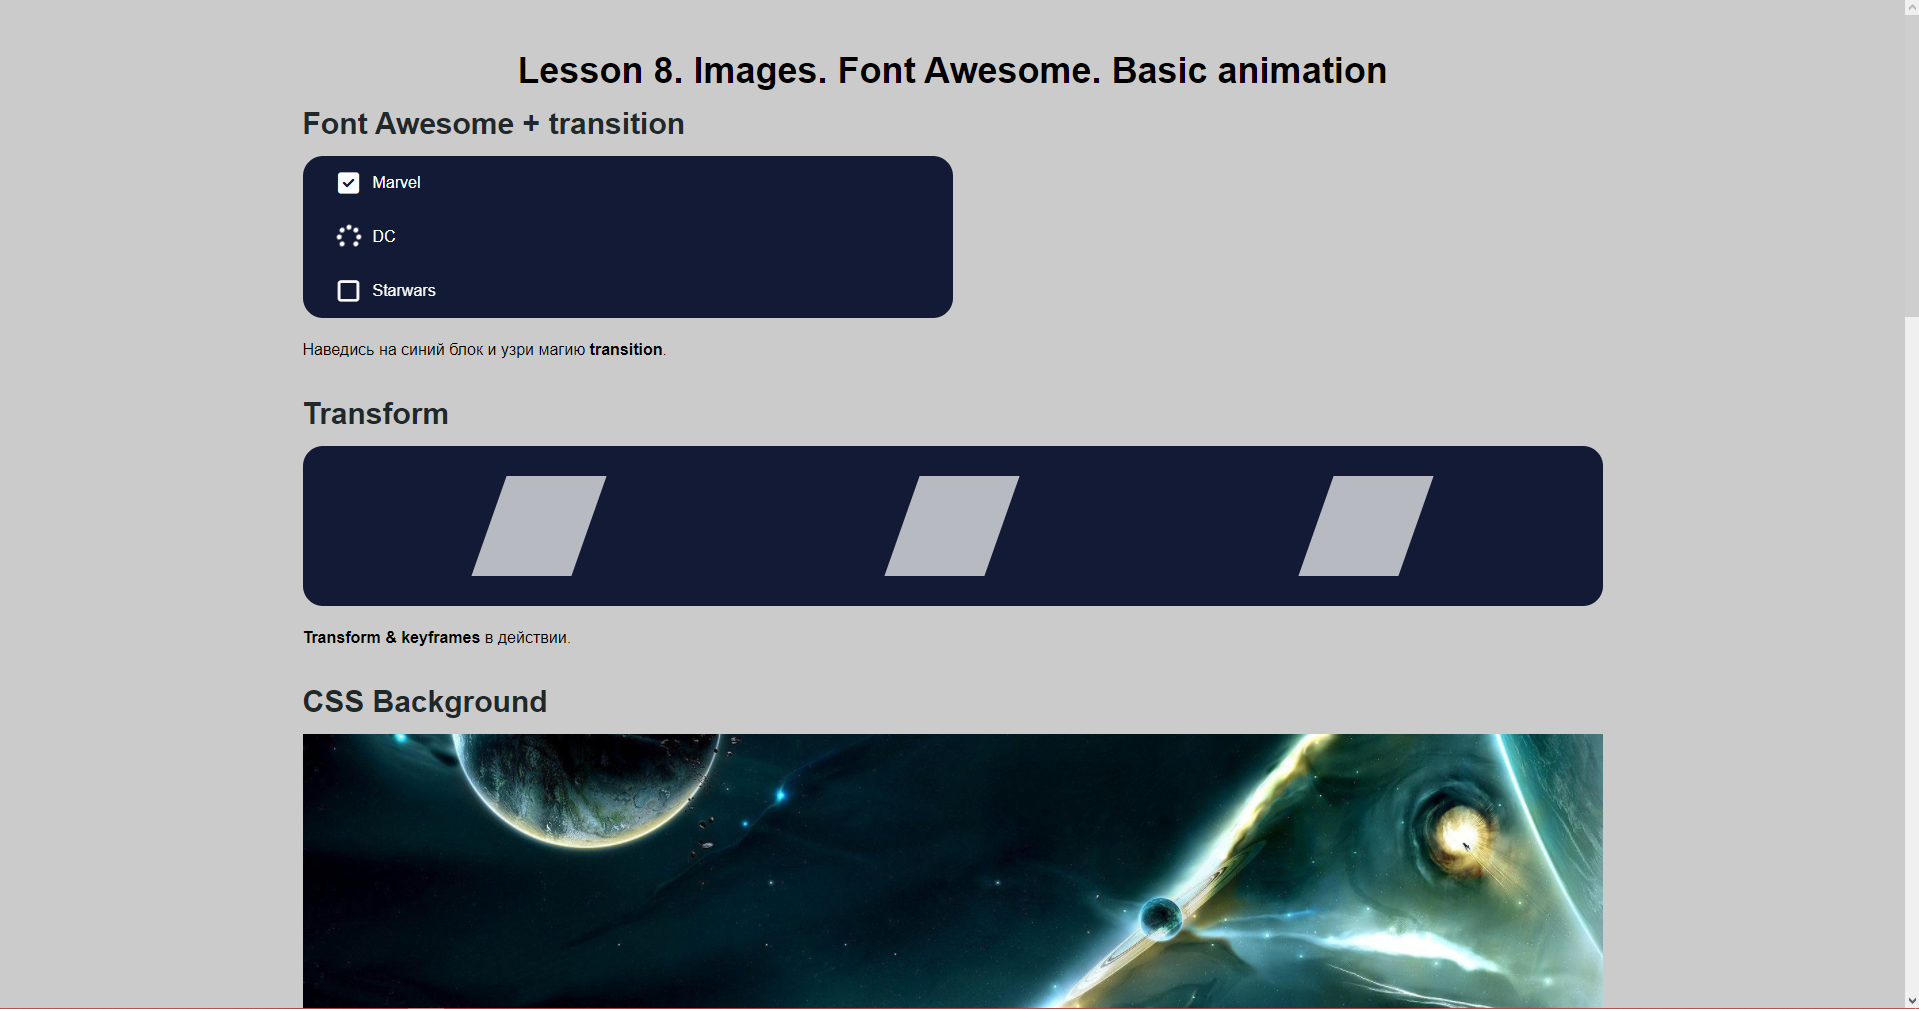 Lesson 8. Images. Font Awesome. Basic animation
Font Awesome + transition
Marvel
DC
Starwars
Наведись на синий блок и узри магию transition.
Transform
Transform & keyframes в действии.
CSS Background